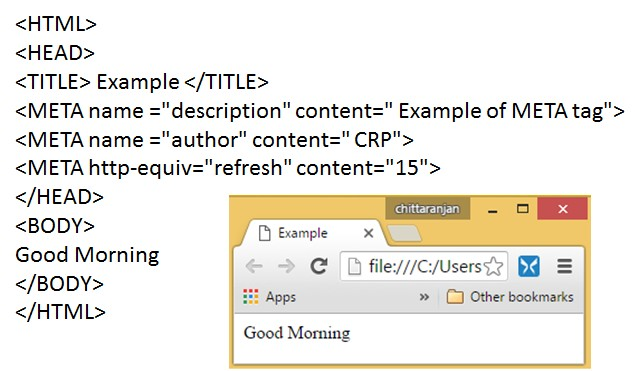 <HTML>
<HEAD>
<TITLE> Example </TITLE>
<META name ="description" content=" Example of META tag">
<META name ="author" content=" CRP">
<META http-equiv="refresh" content="15">
</HEAD>
<BODY>
Good Morning
</BODY>
</HTML>
chittaranjan
Example
file:///C:/Users
Apps » Other bookmarks
Good Morning